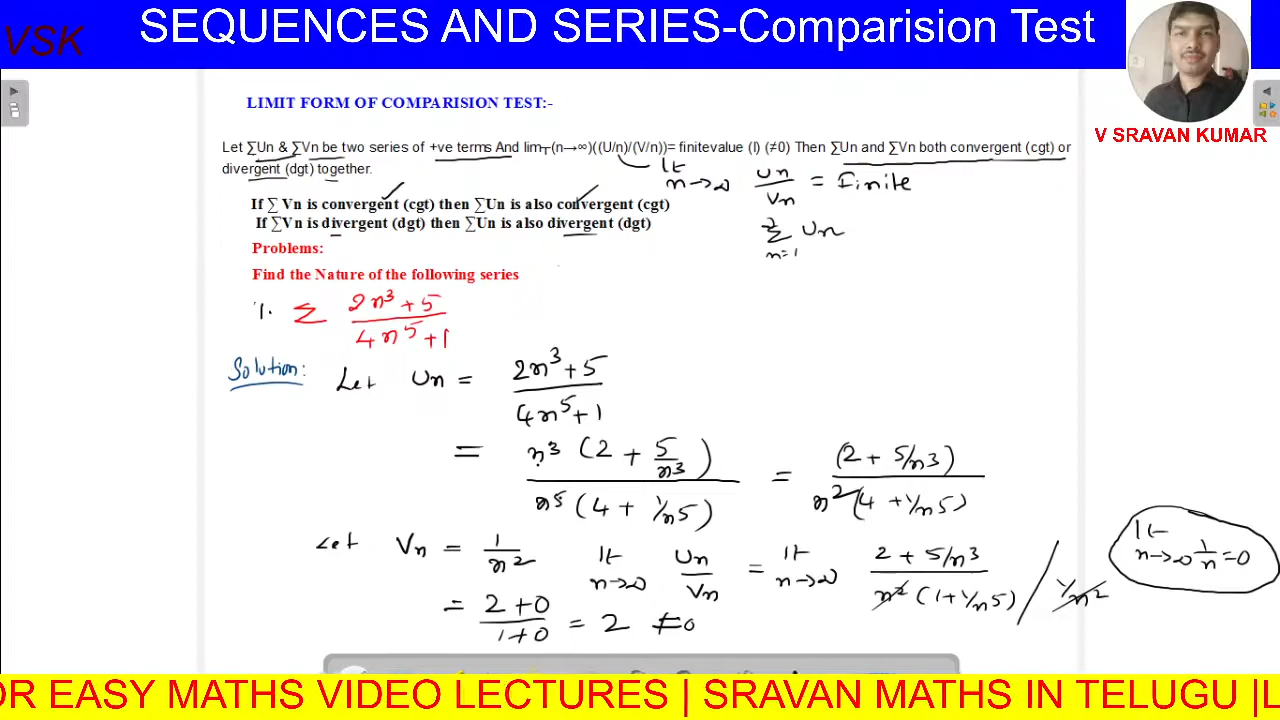 VSK
SEQUENCES AND SERIES-Comparision Test
V SRAVAN KUMAR
LIMIT FORM OF COMPARISION TEST:-
Let ∑Un & ∑Vn be two series of +ve terms And limT(n→∞)((U/n)/(V/n))= finitevalue (l) (≠0) Then ∑Un and ∑Vn both convergent (cgt) or
divergent (dgt) together.
lt n→∞ Un/Vn = Finite
If ∑ Vn is convergent (cgt) then ∑Un is also convergent (cgt)
If ∑Vn is divergent (dgt) then ∑Un is also divergent (dgt)
∑ n=1 Un
Problems:
Find the Nature of the following series
1. ∑ (2n³+5)/(4n⁵+1)
Solution: Let Un = (2n³+5)/(4n⁵+1)
= n³(2 + 5/n³) / n⁵(4 + 1/n5) = (2 + 5/n3) / n²(4 + 1/n5)
Let Vn = 1/n² lt n→∞ Un/Vn = lt n→∞ (2 + 5/n³) / n²(1+1/n5) / 1/n²
lt n→∞ 1/n = 0
= (2+0)/(1+0) = 2 ≠0
OR EASY MATHS VIDEO LECTURES | SRAVAN MATHS IN TELUGU |L